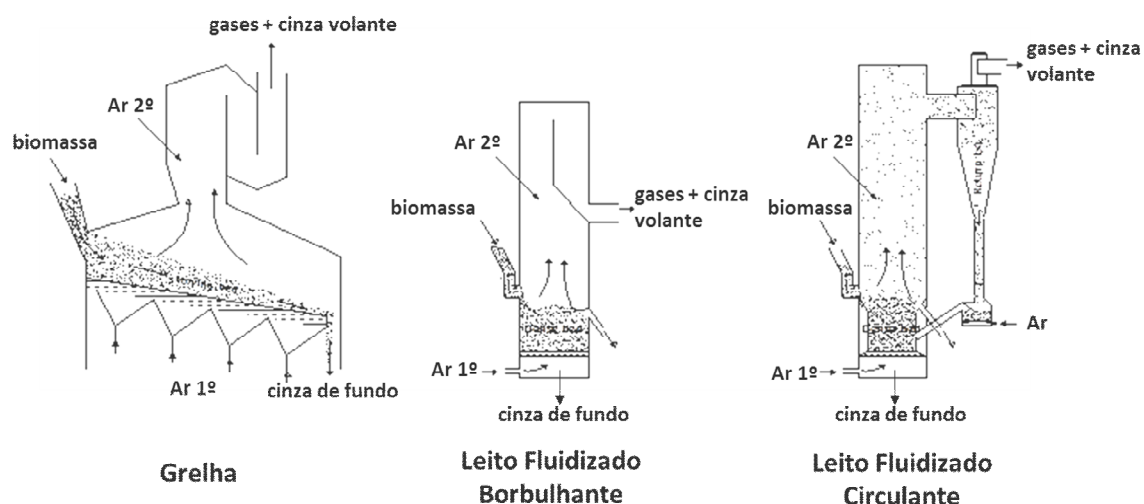 gases + cinza volante
Ar 2º
biomassa
Ar 1º
cinza de fundo
Grelha
Ar 2º
biomassa
gases + cinza
volante
Ar 1º
cinza de fundo
Leito Fluidizado
Borbulhante
gases + cinza
volante
Ar 2º
biomassa
Return leg
Ar
Ar 1º
cinza de fundo
Leito Fluidizado
Circulante